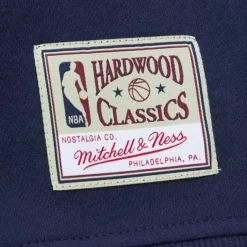 HARDWOOD
CLASSICS
NBA
NOSTALGIA CO.
Mitchell & Ness
PHILADELPHIA, PA.